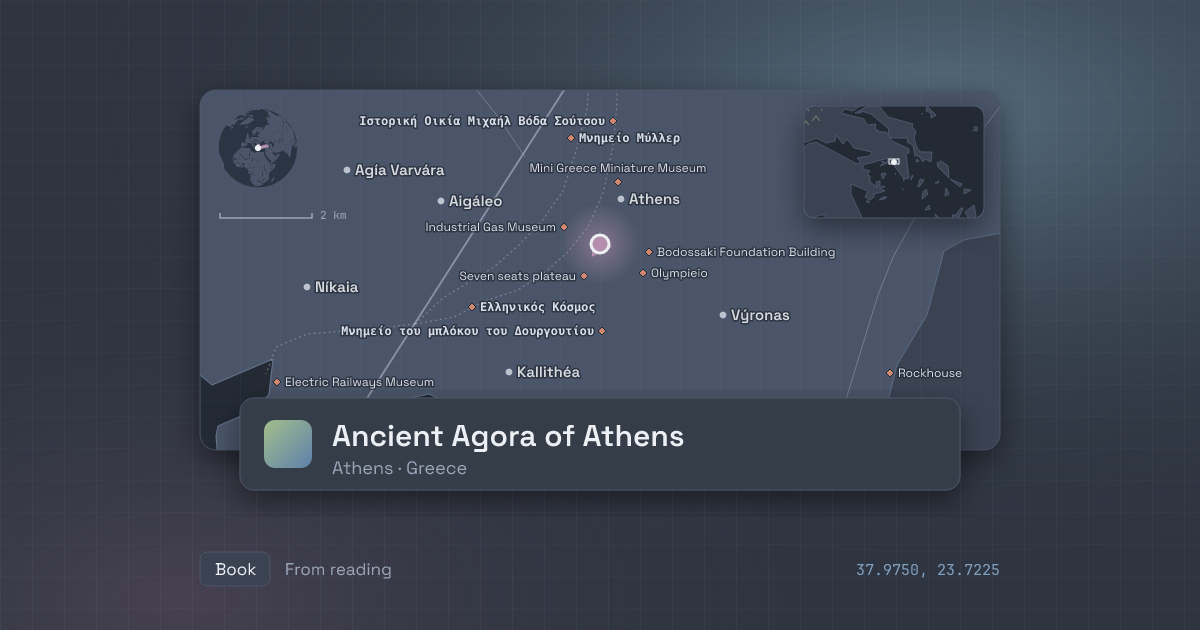 Ιστορική Οικία Μιχαήλ Βόδα Σούτσου
Μνημείο Μύλλερ
Mini Greece Miniature Museum
Agía Varvára
Aigáleo
Athens
2 km
Industrial Gas Museum
Bodossaki Foundation Building
Seven seats plateau
Olympieio
Níkaia
Ελληνικός Κόσμος
Výronas
Μνημείο του μπλόκου του Δουργουτίου
Kallithéa
Rockhouse
Electric Railways Museum
Ancient Agora of Athens
Athens · Greece
Book
From reading
37.9750, 23.7225